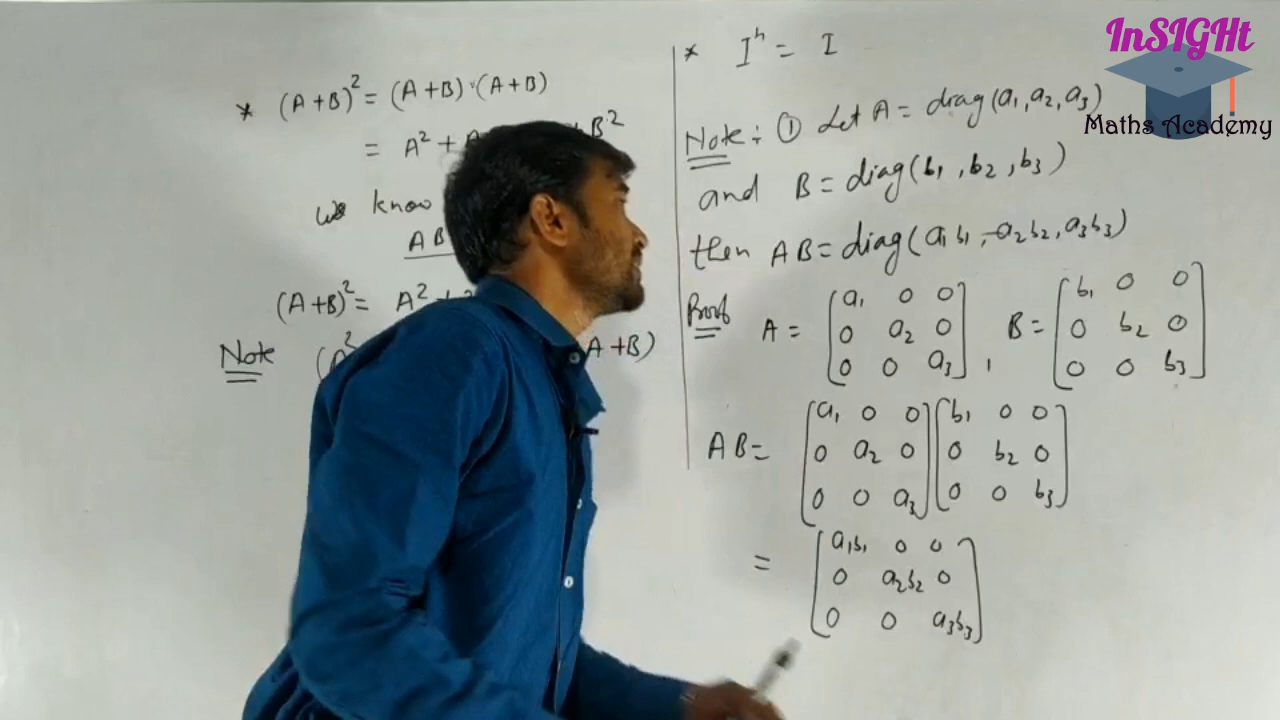 * (A+B)² = (A+B)·(A+B)
= A² + A B²
We know
AB
(A+B)² = A² +
Note (A² A+B)
* Iⁿ = I
Note: ① Let A = diag(a₁, a₂, a₃)
and B = diag(b₁, b₂, b₃)
then AB = diag(a₁b₁, a₂b₂, a₃b₃)
Proof A = [a₁ 0 0
0 a₂ 0
0 0 a₃], B = [b₁ 0 0
0 b₂ 0
0 0 b₃]
AB = [a₁ 0 0
0 a₂ 0
0 0 a₃] [b₁ 0 0
0 b₂ 0
0 0 b₃]
= [a₁b₁ 0 0
0 a₂b₂ 0
0 0 a₃b₃]
InSIGHt
Maths Academy